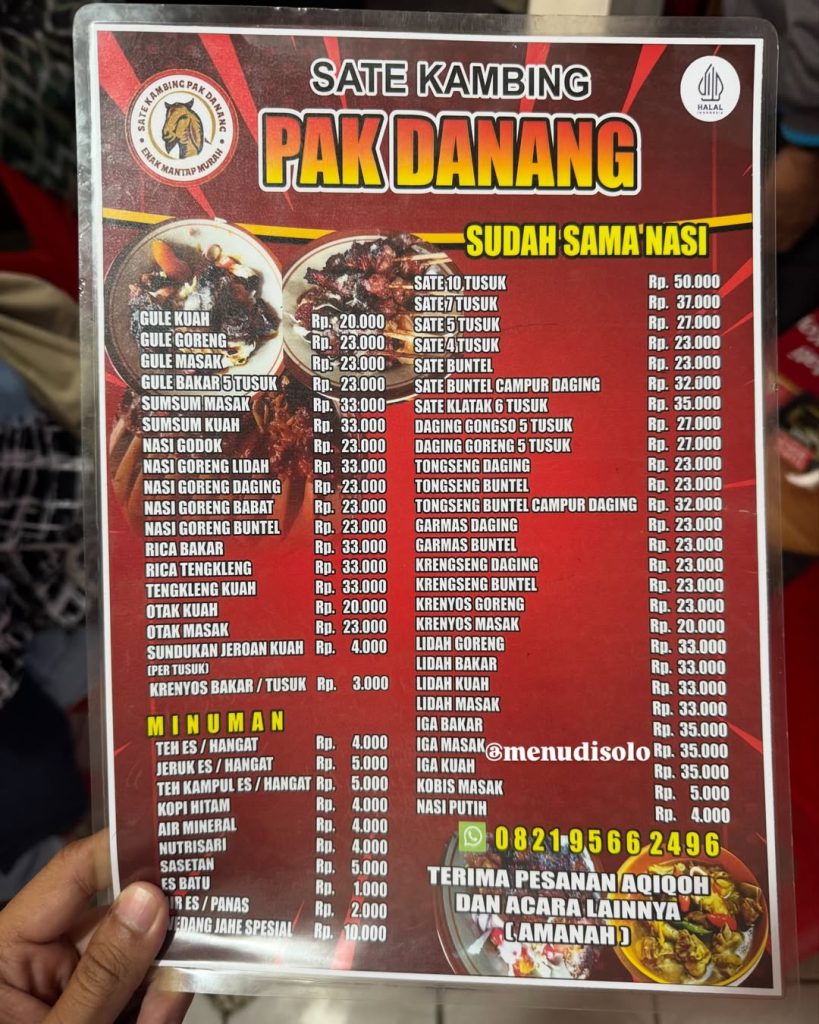 SATE KAMBING PAK DANANG
ENAK MANTAP MURAH
SATE KAMBING
PAK DANANG
HALAL
INDONESIA
SUDAH SAMA'NASI
GULE KUAH Rp. 20.000
GULE GORENG Rp. 23.000
GULE MASAK Rp. 23.000
GULE BAKAR 5 TUSUK Rp. 23.000
SUMSUM MASAK Rp. 33.000
SUMSUM KUAH Rp. 33.000
NASI GODOK Rp. 23.000
NASI GORENG LIDAH Rp. 33.000
NASI GORENG DAGING Rp. 23.000
NASI GORENG BABAT Rp. 23.000
NASI GORENG BUNTEL Rp. 23.000
RICA BAKAR Rp. 33.000
RICA TENGKLENG Rp. 33.000
TENGKLENG KUAH Rp. 33.000
OTAK KUAH Rp. 20.000
OTAK MASAK Rp. 23.000
SUNDUKAN JEROAN KUAH Rp. 4.000
(PER TUSUK)
KRENYOS BAKAR / TUSUK Rp. 3.000
MINUMAN
TEH ES / HANGAT Rp. 4.000
JERUK ES / HANGAT Rp. 5.000
TEH KAMPUL ES / HANGAT Rp. 5.000
KOPI HITAM Rp. 4.000
AIR MINERAL Rp. 4.000
NUTRISARI Rp. 4.000
SASETAN Rp. 5.000
ES BATU Rp. 1.000
IR ES / PANAS Rp. 2.000
EDANG JAHE SPESIAL Rp. 10.000
SATE 10 TUSUK Rp. 50.000
SATE 7 TUSUK Rp. 37.000
SATE 5 TUSUK Rp. 27.000
SATE 4 TUSUK Rp. 23.000
SATE BUNTEL Rp. 23.000
SATE BUNTEL CAMPUR DAGING Rp. 32.000
SATE KLATAK 6 TUSUK Rp. 35.000
DAGING GONGSO 5 TUSUK Rp. 27.000
DAGING GORENG 5 TUSUK Rp. 27.000
TONGSENG DAGING Rp. 23.000
TONGSENG BUNTEL Rp. 23.000
TONGSENG BUNTEL CAMPUR DAGING Rp. 32.000
GARMAS DAGING Rp. 23.000
GARMAS BUNTEL Rp. 23.000
KRENGSENG DAGING Rp. 23.000
KRENGSENG BUNTEL Rp. 23.000
KRENYOS GORENG Rp. 23.000
KRENYOS MASAK Rp. 20.000
LIDAH GORENG Rp. 33.000
LIDAH BAKAR Rp. 33.000
LIDAH KUAH Rp. 33.000
LIDAH MASAK Rp. 33.000
IGA BAKAR Rp. 35.000
IGA MASAK Rp. 35.000
IGA KUAH Rp. 35.000
KOBIS MASAK Rp. 5.000
NASI PUTIH Rp. 4.000
@menudisolo
0821 9566 2496
TERIMA PESANAN AQIQOH
DAN ACARA LAINNYA
( AMANAH )